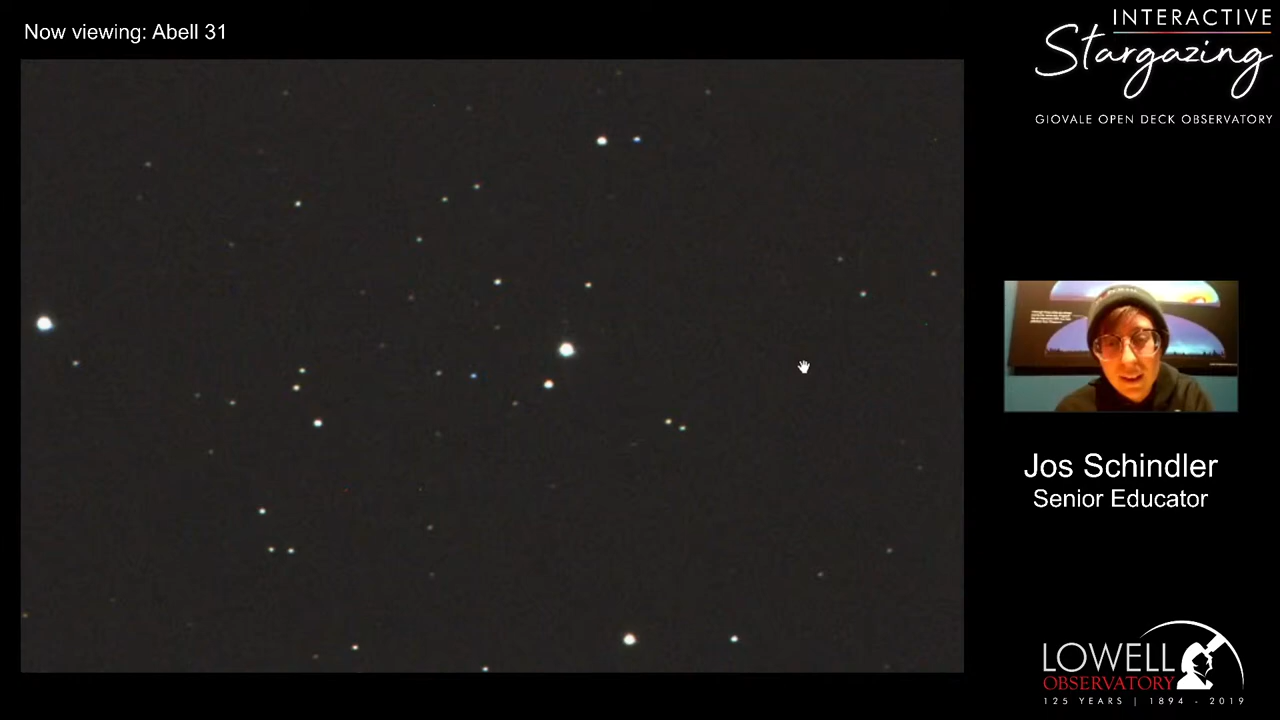 Now viewing: Abell 31
INTERACTIVE
Stargazing
GIOVALE OPEN DECK OBSERVATORY
Jos Schindler
Senior Educator
LOWELL
OBSERVATORY
125 YEARS | 1894 - 2019